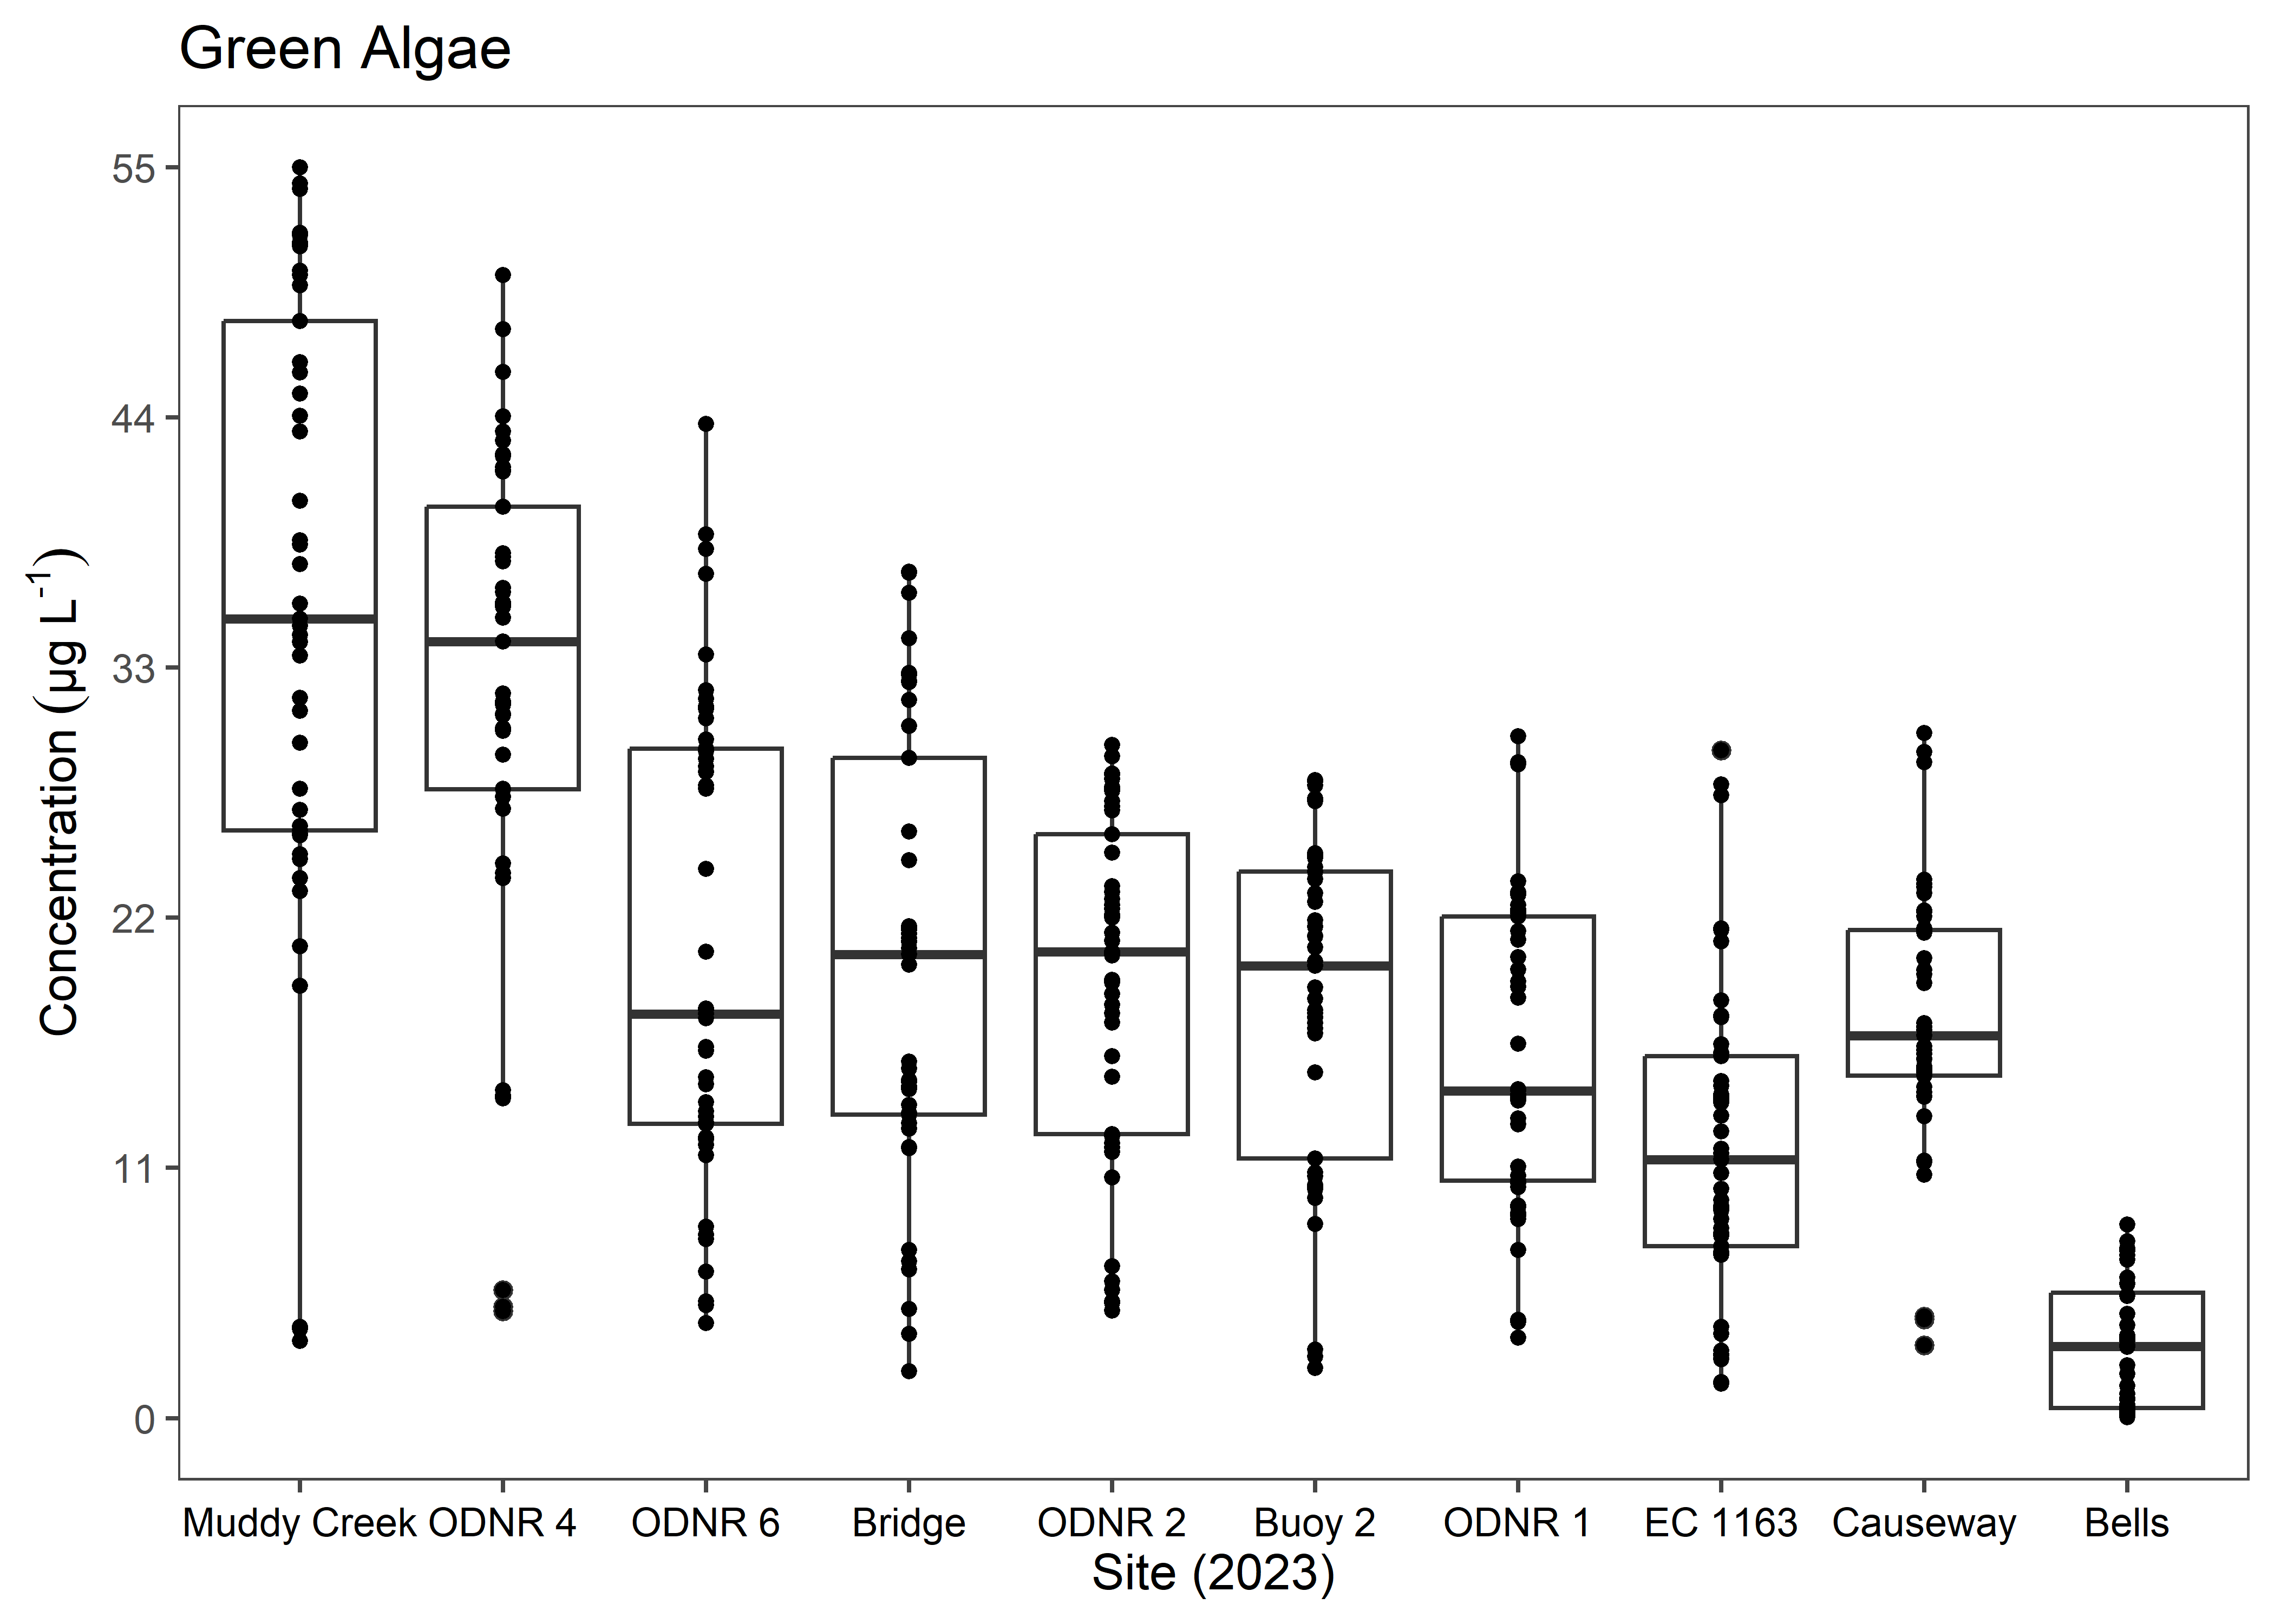 Green Algae
Concentration (µg L⁻¹)
55
44
33
22
11
0
Muddy Creek ODNR 4 ODNR 6 Bridge ODNR 2 Buoy 2 ODNR 1 EC 1163 Causeway Bells
Site (2023)